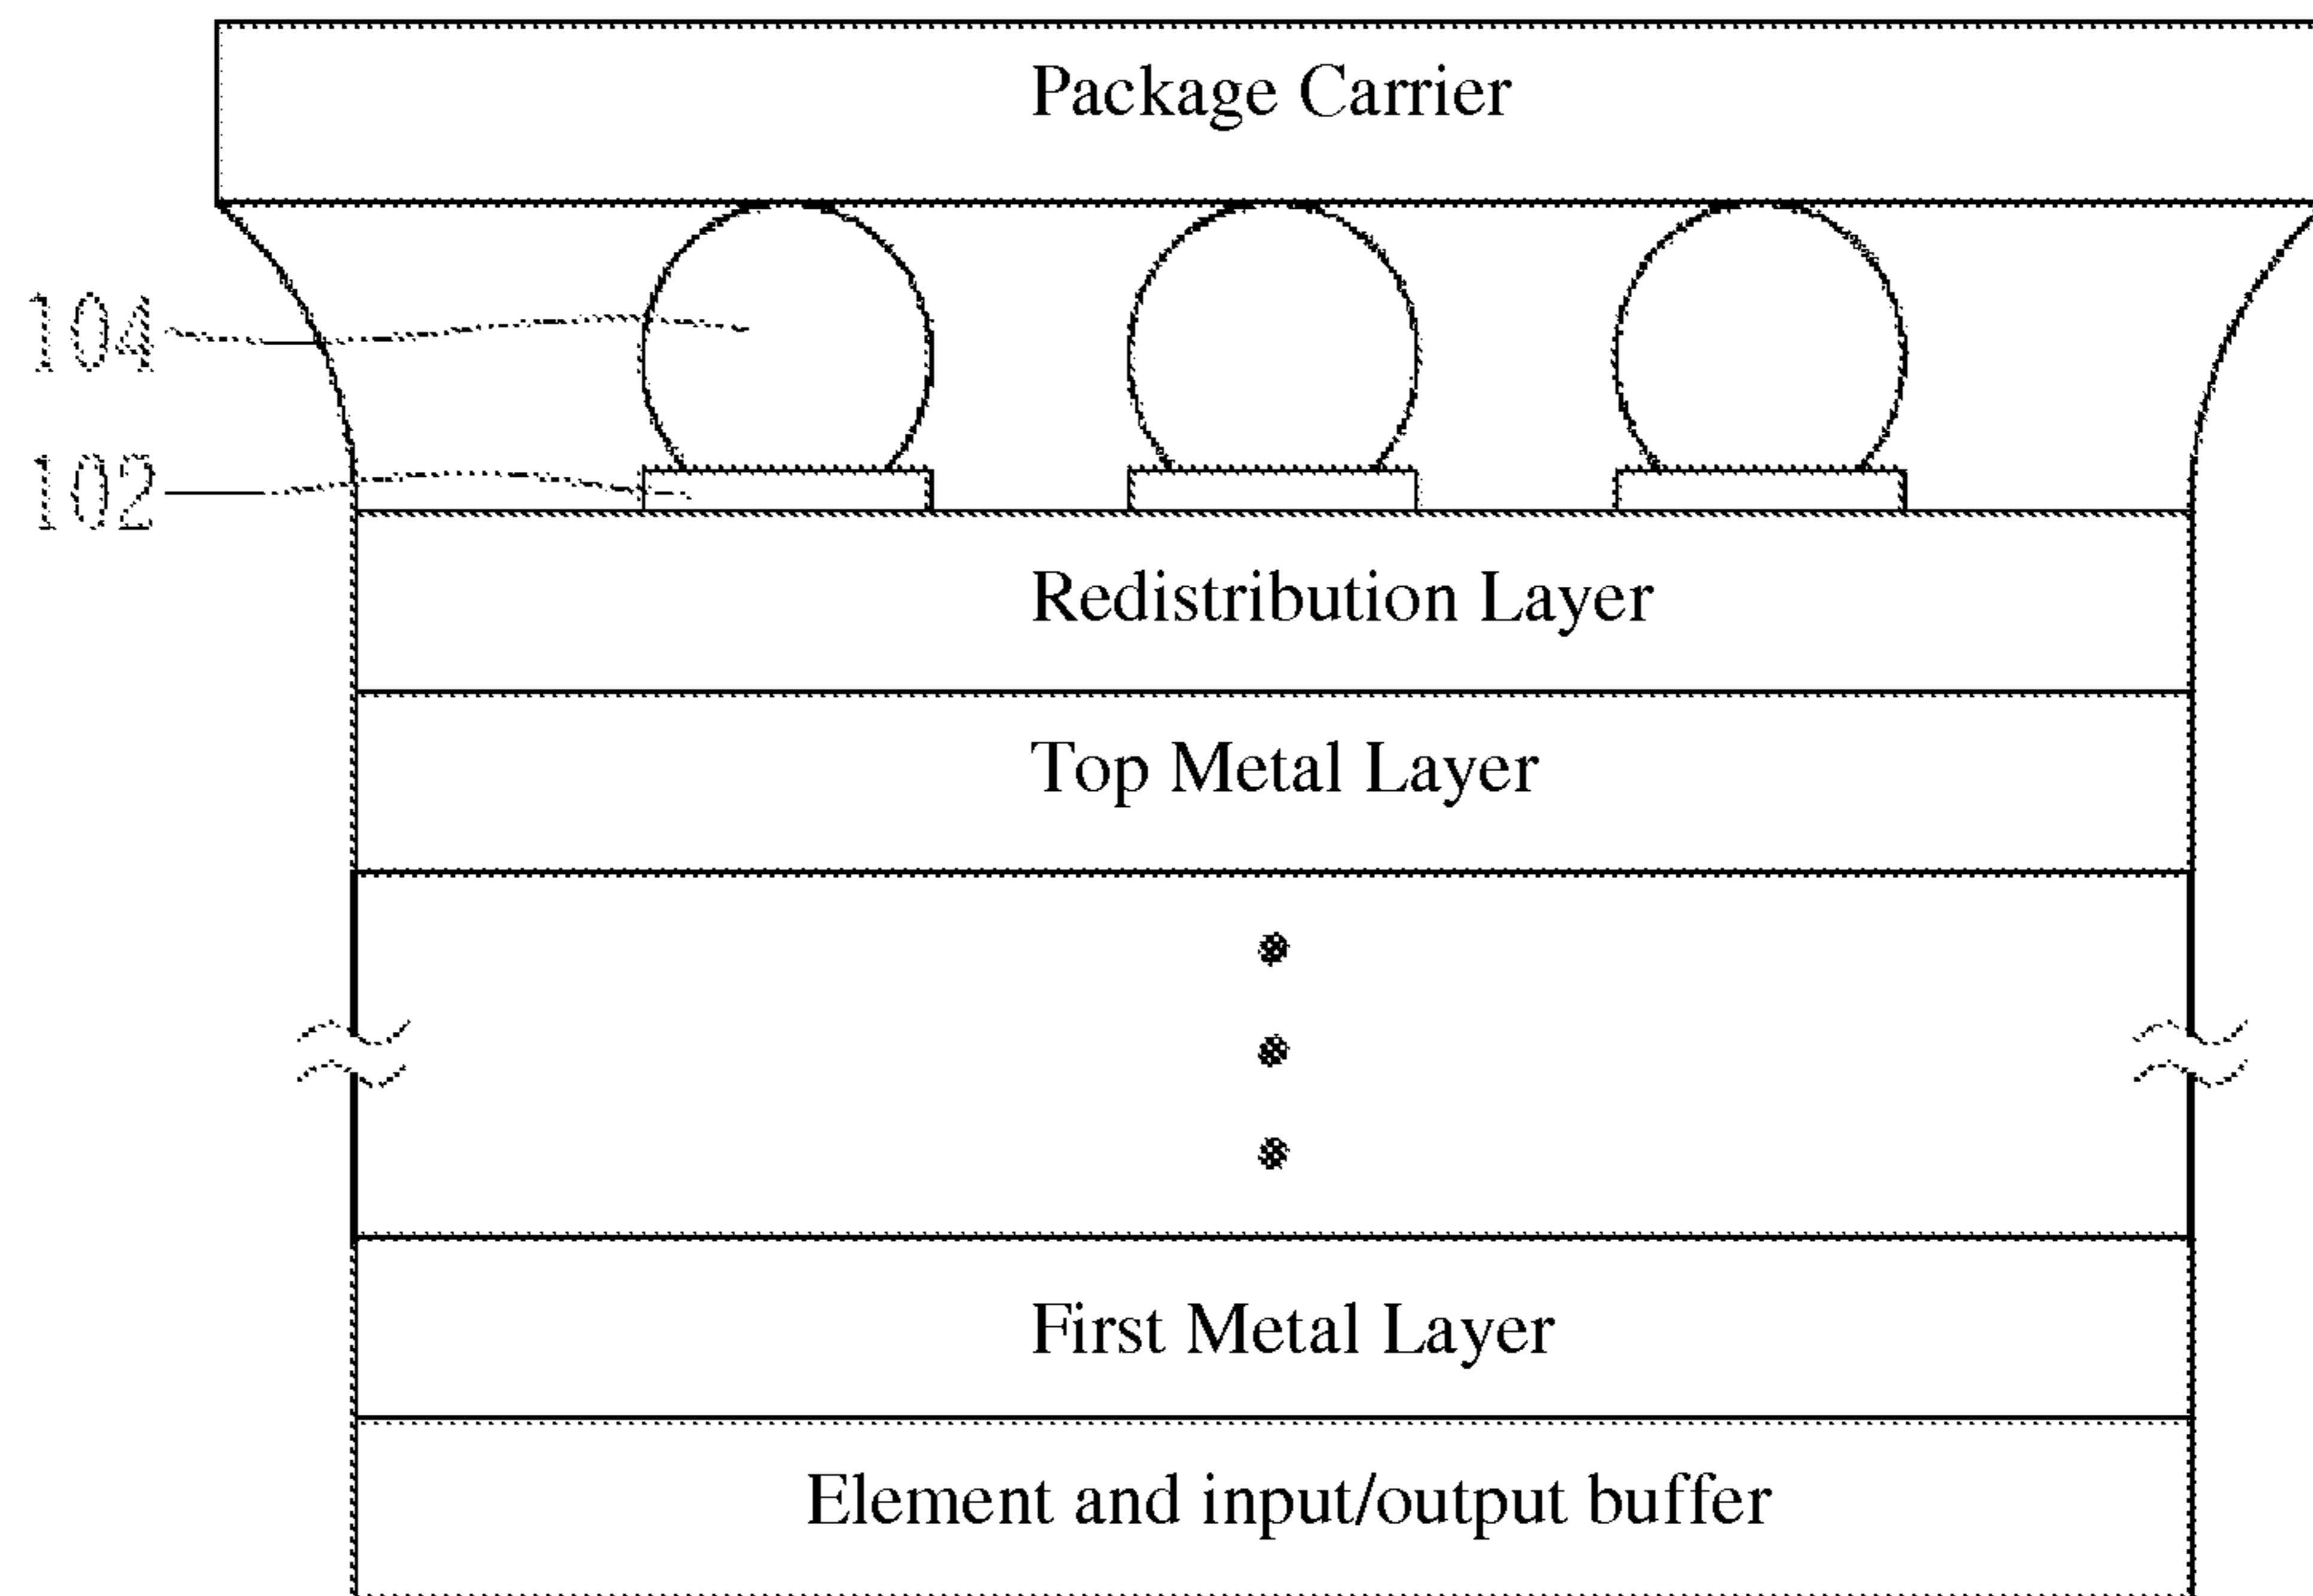 Package Carrier
104
102
Redistribution Layer
Top Metal Layer
First Metal Layer
Element and input/output buffer